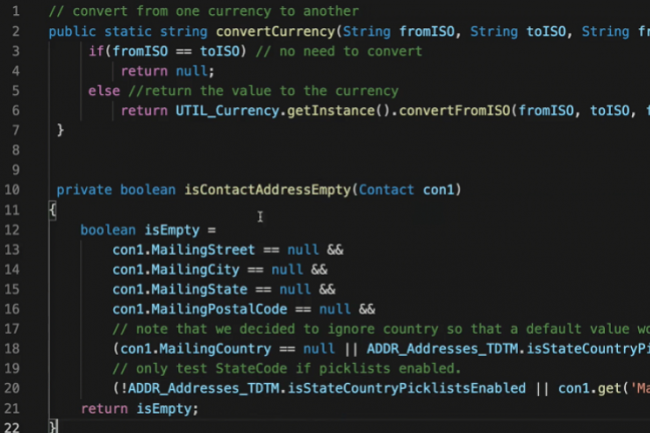 1 // convert from one currency to another
2 public static string convertCurrency(String fromISO, String toISO, String
3 if(fromISO == toISO) // no need to convert
4 return null;
5 else //return the value to the currency
6 return UTIL_Currency.getInstance().convertFromISO(fromISO, toISO,
7 }
8
9
10 private boolean isContactAddressEmpty(Contact con1)
11 {
12 boolean isEmpty =
13 con1.MailingStreet == null &&
14 con1.MailingCity == null &&
15 con1.MailingState == null &&
16 con1.MailingPostalCode == null &&
17 // note that we decided to ignore country so that a default value
18 (con1.MailingCountry == null || ADDR_Addresses_TDTM.isStateCountryPi
19 // only test StateCode if picklists enabled.
20 (!ADDR_Addresses_TDTM.isStateCountryPicklistsEnabled || con1.get('Ma
21 return isEmpty;
22 }